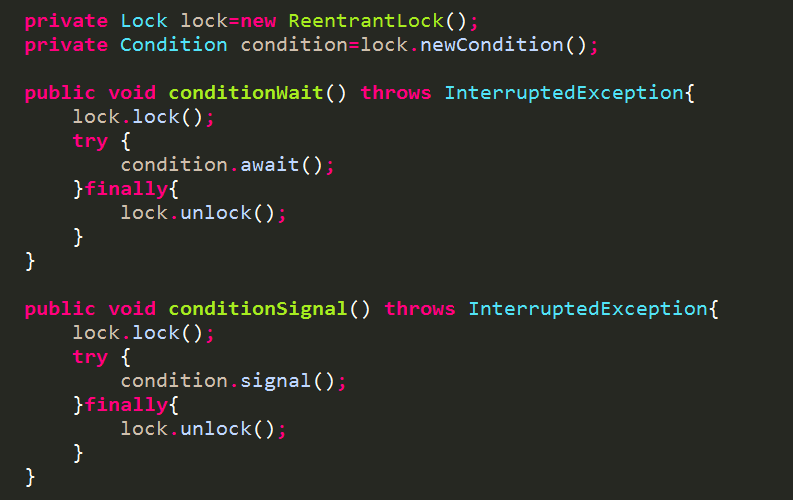 private Lock lock=new ReentrantLock();
private Condition condition=lock.newCondition();
public void conditionWait() throws InterruptedException{
lock.lock();
try {
condition.await();
}finally{
lock.unlock();
}
}
public void conditionSignal() throws InterruptedException{
lock.lock();
try {
condition.signal();
}finally{
lock.unlock();
}
}